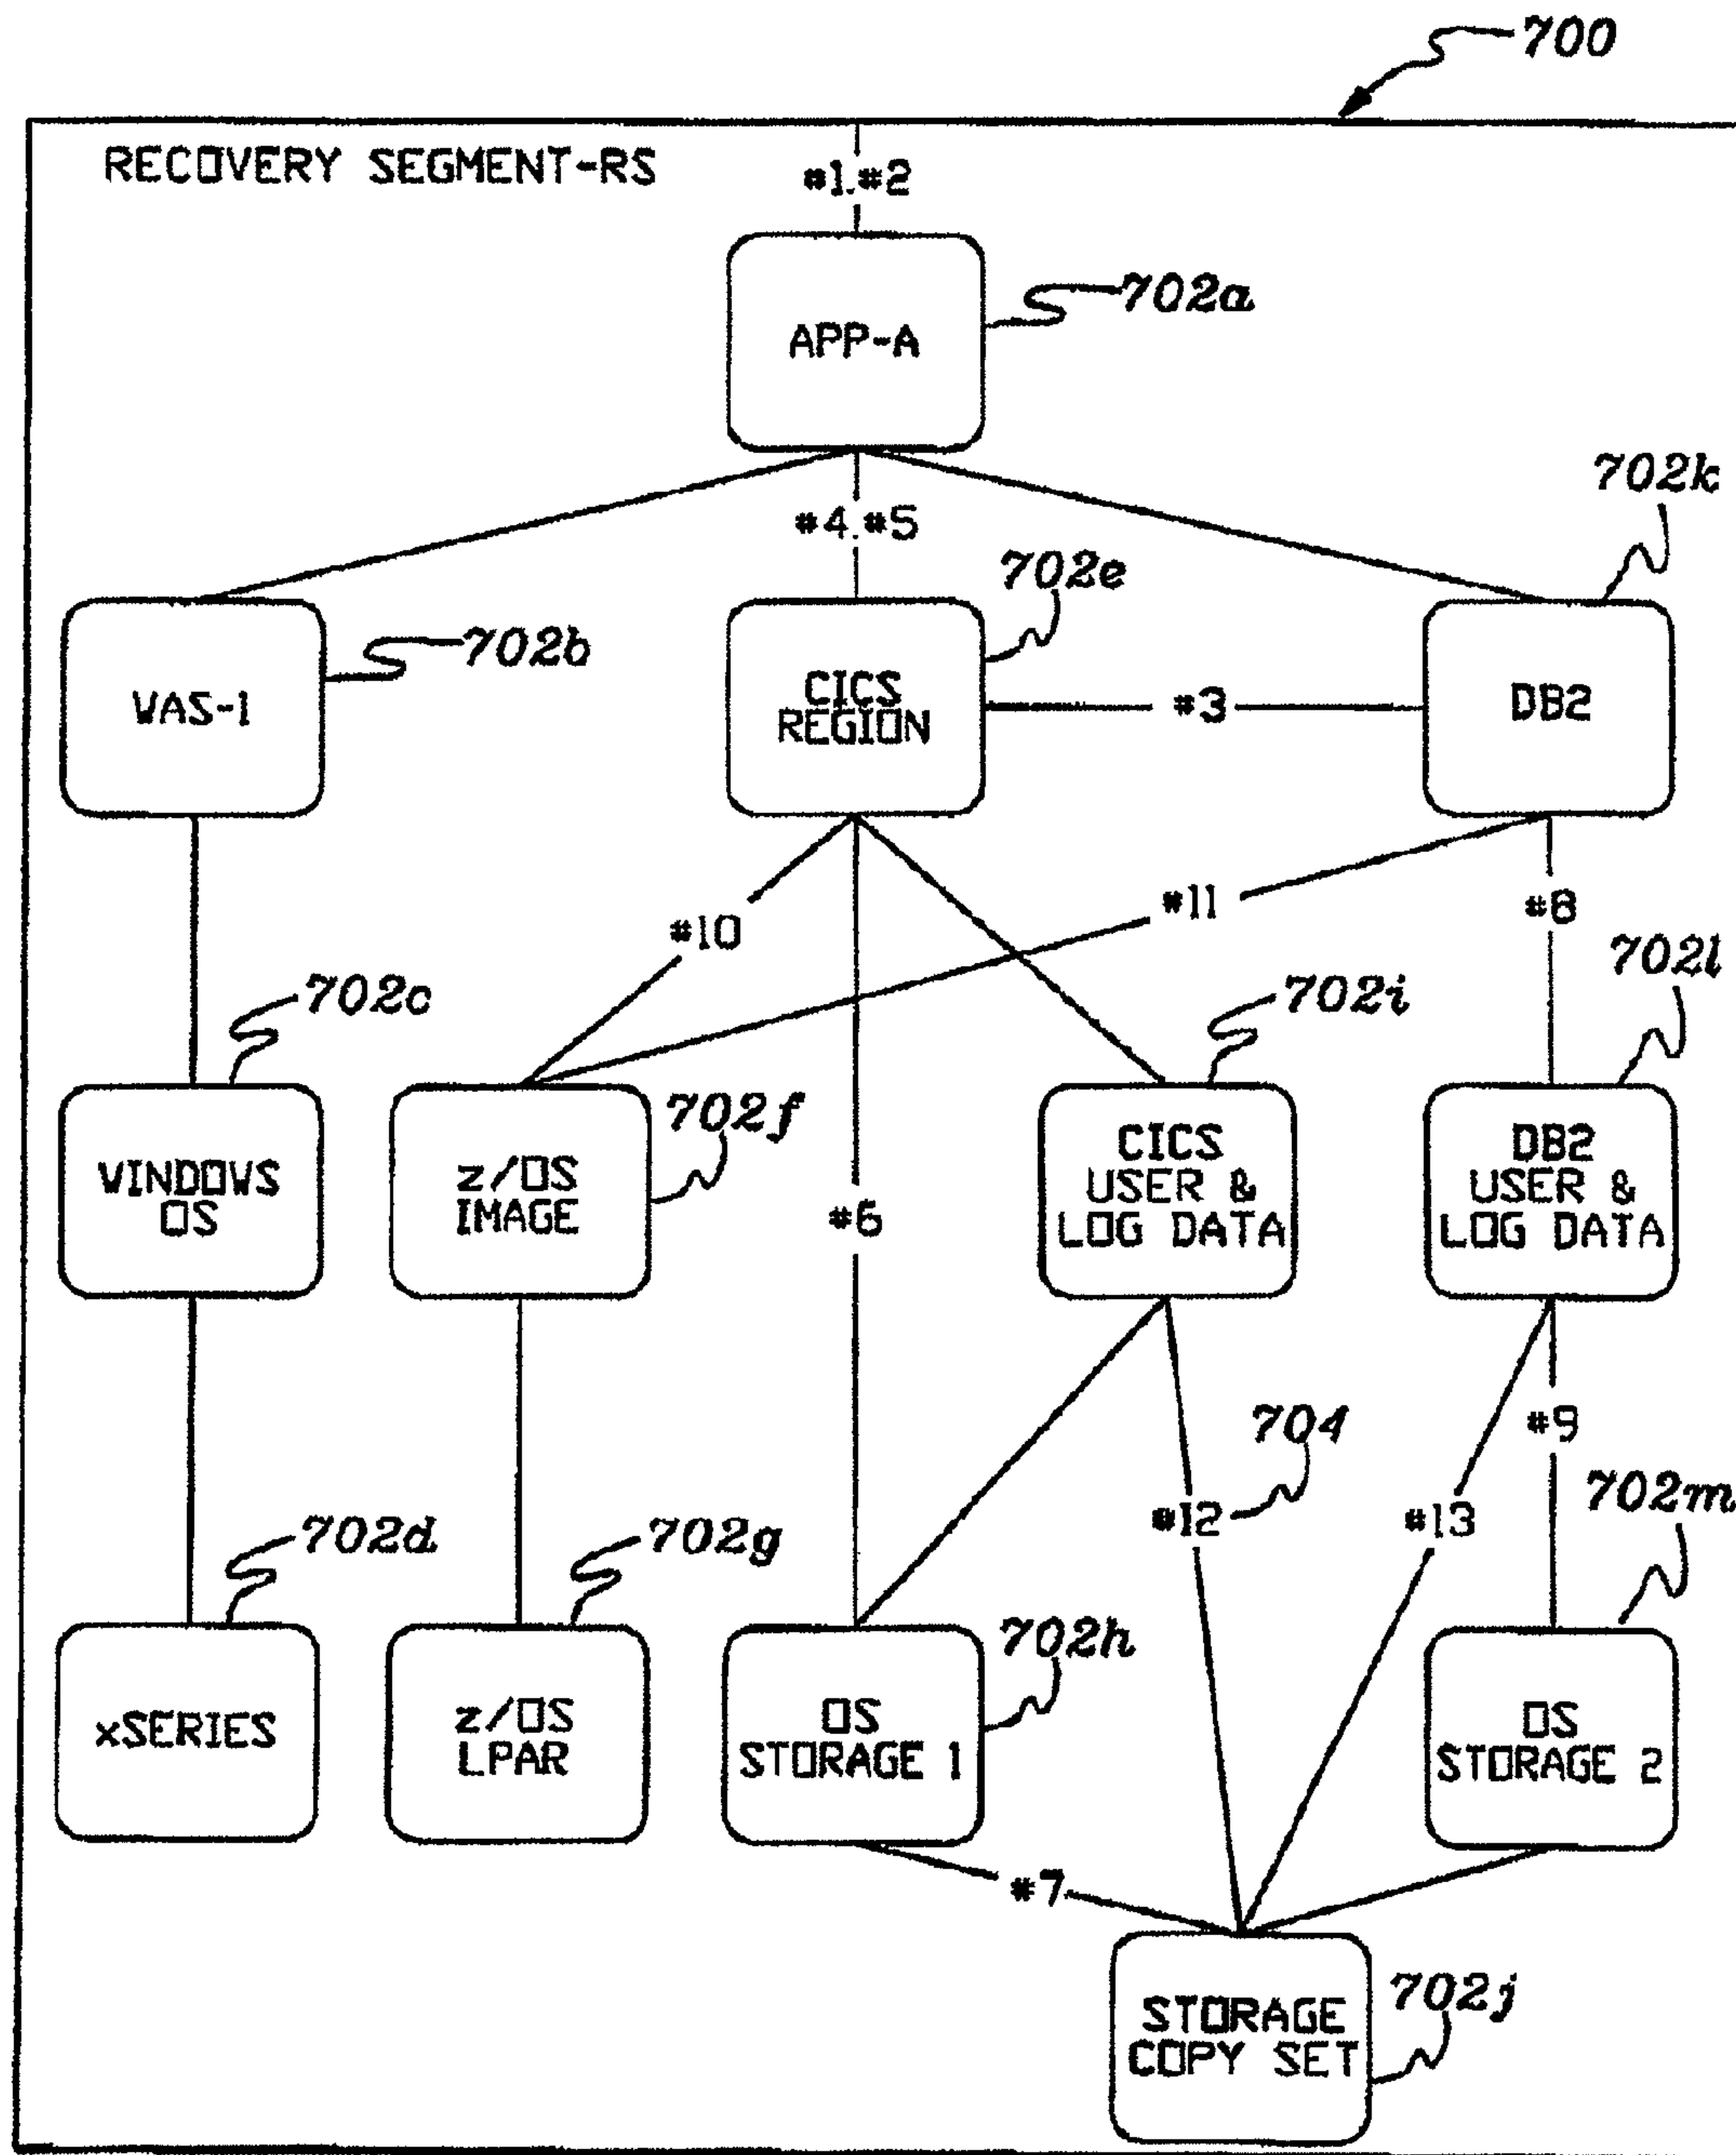 700
RECOVERY SEGMENT-RS
#1.#2
702a
APP-A
702k
#4.#5
702e
702b
WAS-1
CICS
REGION
#3
DB2
#10
#11
#8
702c
702i
702l
702f
WINDOWS
OS
z/OS
IMAGE
#6
CICS
USER &
LOG DATA
DB2
USER &
LOG DATA
704
#9
#12
#13
702m
702d
702g
702h
xSERIES
z/OS
LPAR
OS
STORAGE 1
OS
STORAGE 2
#7
702j
STORAGE
COPY SET